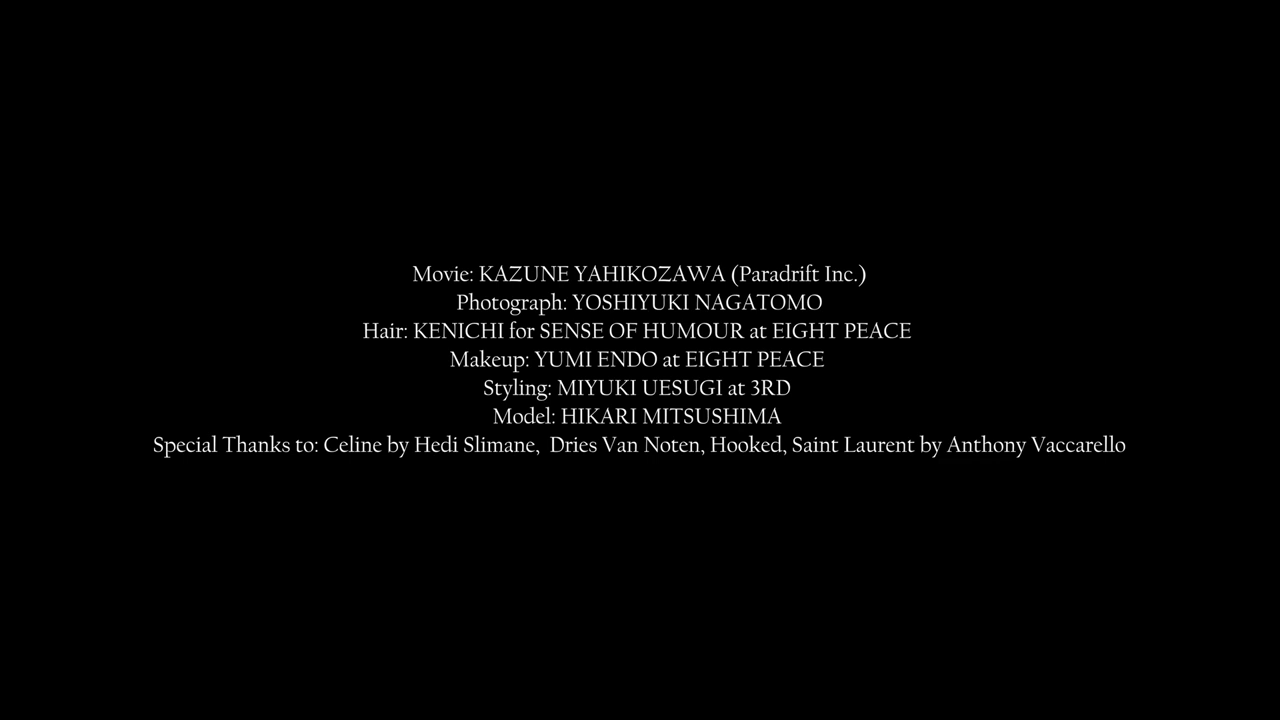 Movie: KAZUNE YAHIKOZAWA (Paradrift Inc.)
Photograph: YOSHIYUKI NAGATOMO
Hair: KENICHI for SENSE OF HUMOUR at EIGHT PEACE
Makeup: YUMI ENDO at EIGHT PEACE
Styling: MIYUKI UESUGI at 3RD
Model: HIKARI MITSUSHIMA
Special Thanks to: Celine by Hedi Slimane,  Dries Van Noten, Hooked, Saint Laurent by Anthony Vaccarello